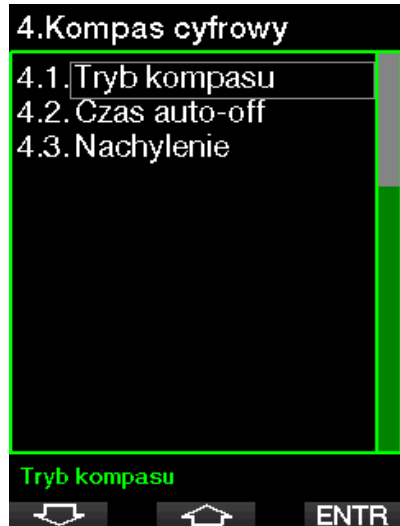 4.Kompas cyfrowy
4.1.Tryb kompasu
4.2.Czas auto-off
4.3.Nachylenie
Tryb kompasu
ENTR